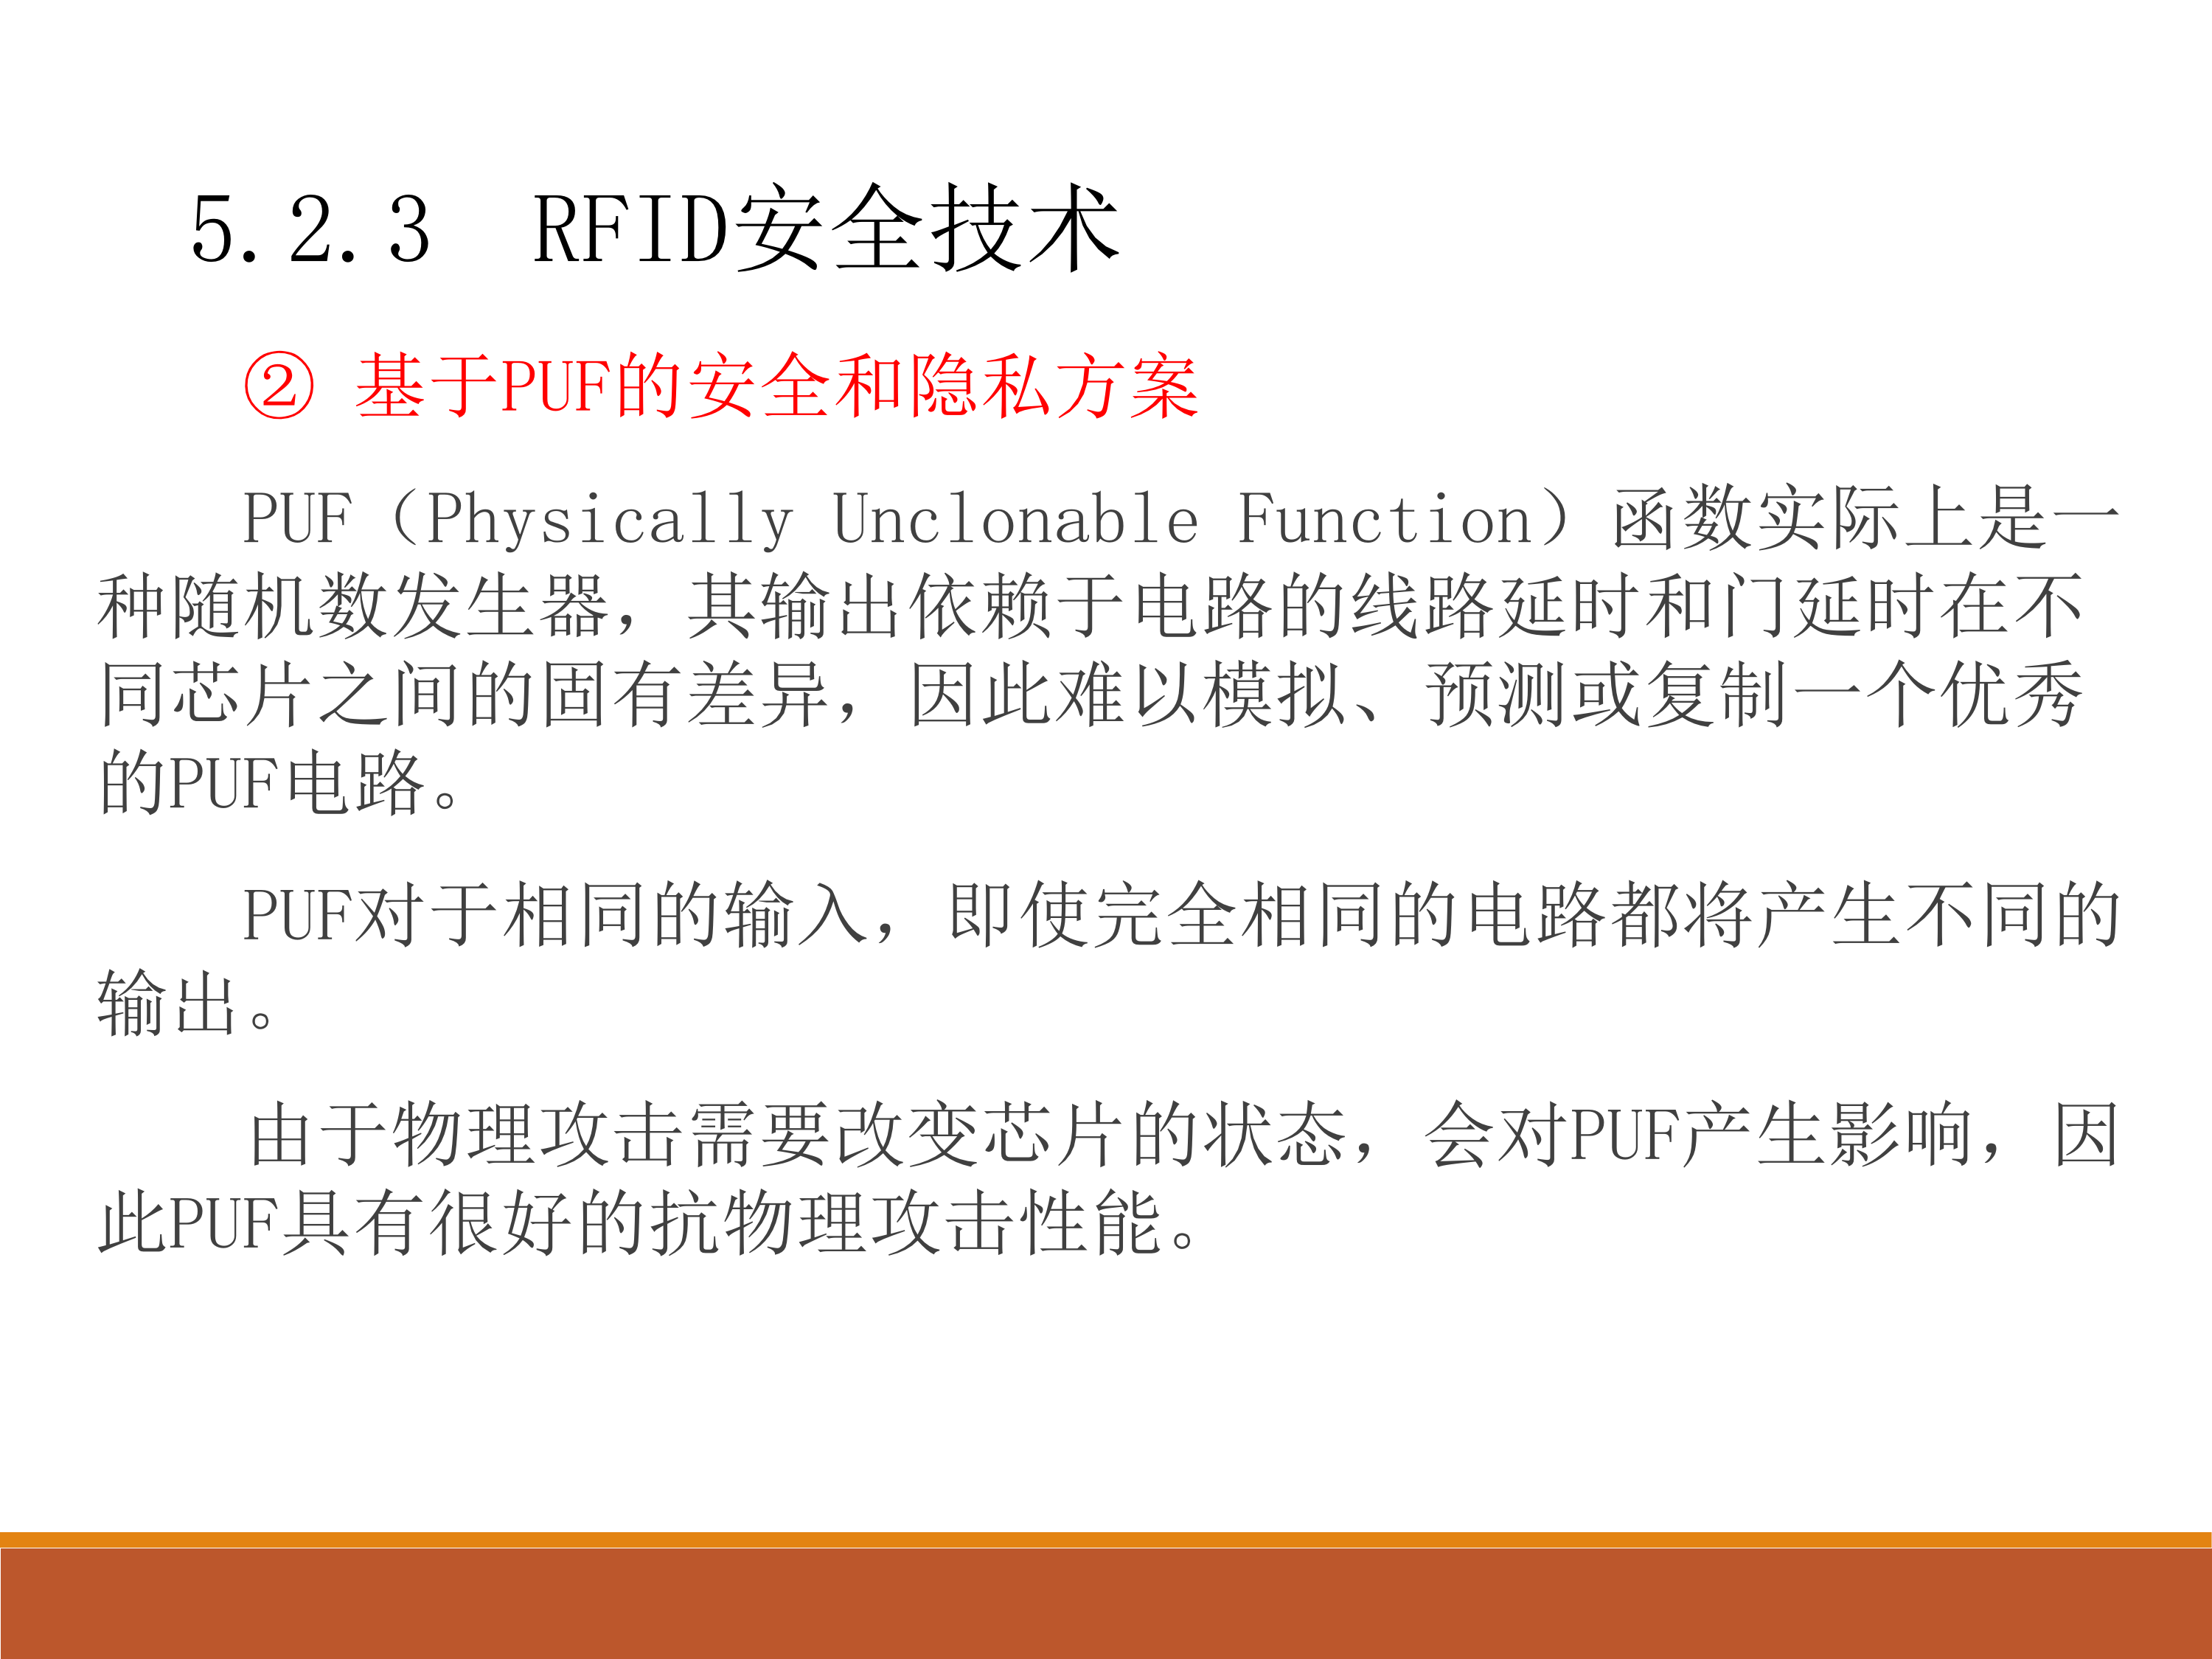 5.2.3 RFID安全技术
② 基于PUF的安全和隐私方案
PUF（Physically Unclonable Function）函数实际上是一
种随机数发生器，其输出依赖于电路的线路延时和门延时在不
同芯片之间的固有差异，因此难以模拟、预测或复制一个优秀
的PUF电路。
PUF对于相同的输入，即使完全相同的电路都将产生不同的
输出。
由于物理攻击需要改变芯片的状态，会对PUF产生影响，因
此PUF具有很好的抗物理攻击性能。